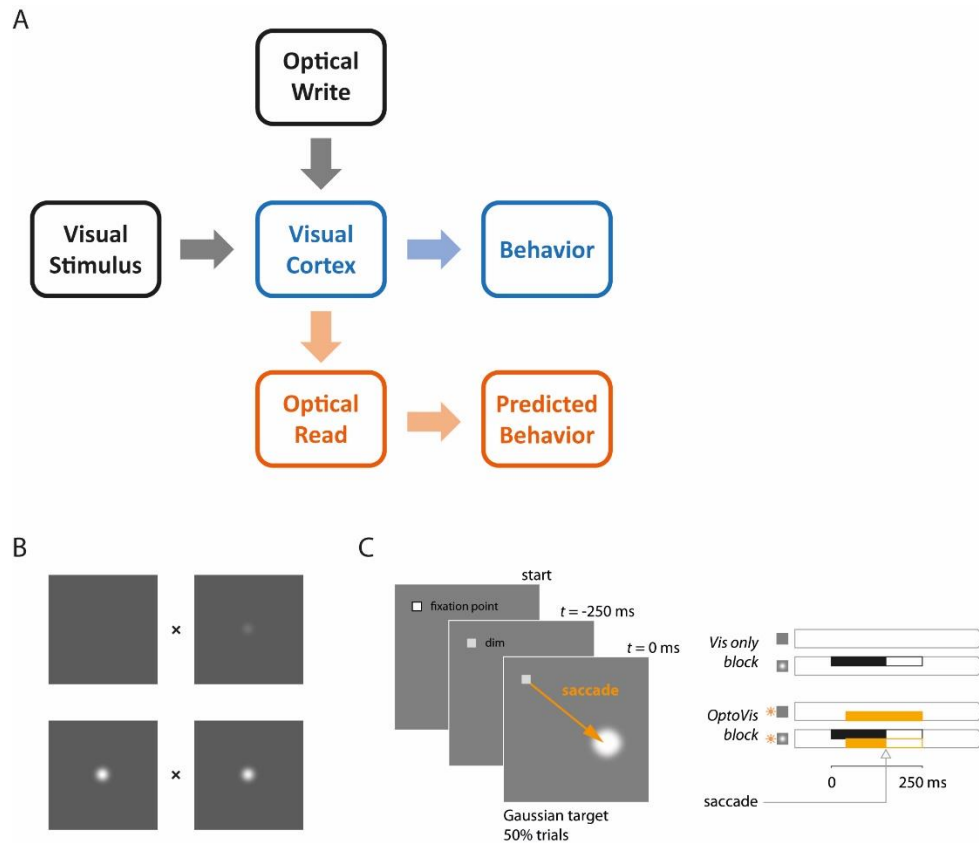 A
Optical
Write
Visual
Stimulus
Visual
Cortex
Behavior
Optical
Read
Predicted
Behavior
B
×
×
C
start
fixation point
t = -250 ms
dim
t = 0 ms
saccade
Gaussian target
50% trials
Vis only
block
OptoVis
block
0
250 ms
saccade